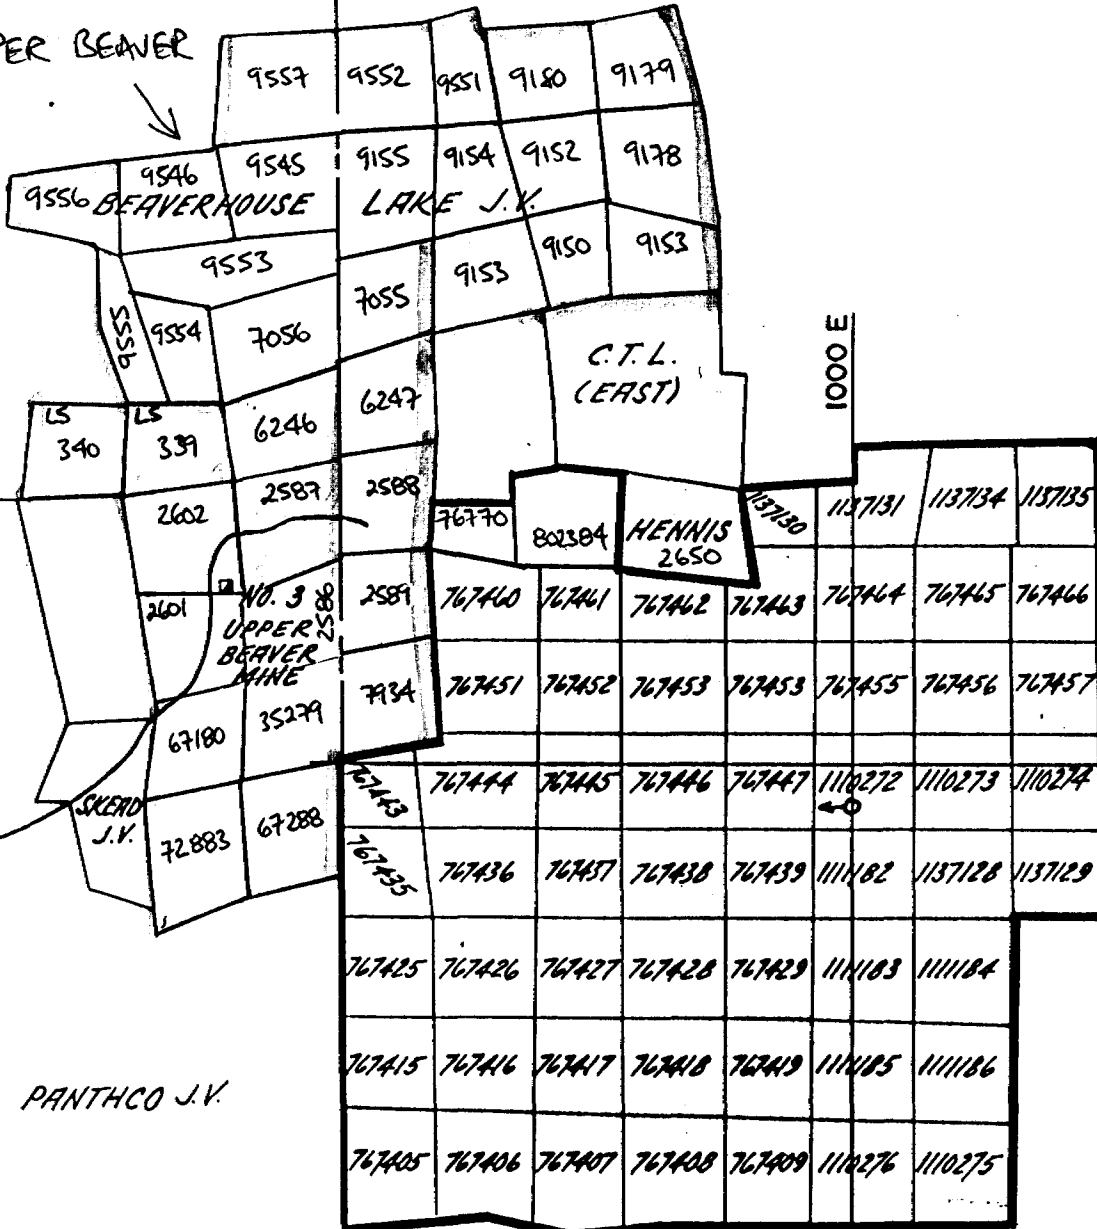 PER BEAVER
9557 9552 9551 9180 9179
9546 9545 9155 9154 9152 9178
9556 BEAVERHOUSE LAKE J.V.
9553 9153 9150 9153
7055
5556 9554 7056
C.T.L.
(EAST)
1000 E
LS LS
340 339 6246 6247
2602 2587 2588 76770 802384 HENNIS
2650
1137130 1137131 1137134 1137135
2601 NO. 3
UPPER
BEAVER
MINE
2586 2589 767460 767461 767462 767463 767464 767465 767466
7934 767451 767452 767453 767453 767455 767456 767457
67180 35279
767443 767444 767445 767446 767447 1110272 1110273 1110274
SKEAD
J.V.
72883 67288
767435 767436 767437 767438 767439 1111182 1137128 1137129
767425 767426 767427 767428 767429 1111183 1111184
767415 767416 767417 767418 767419 1111185 1111186
PANTHCO J.V.
767405 767406 767407 767408 767409 1110276 1110275